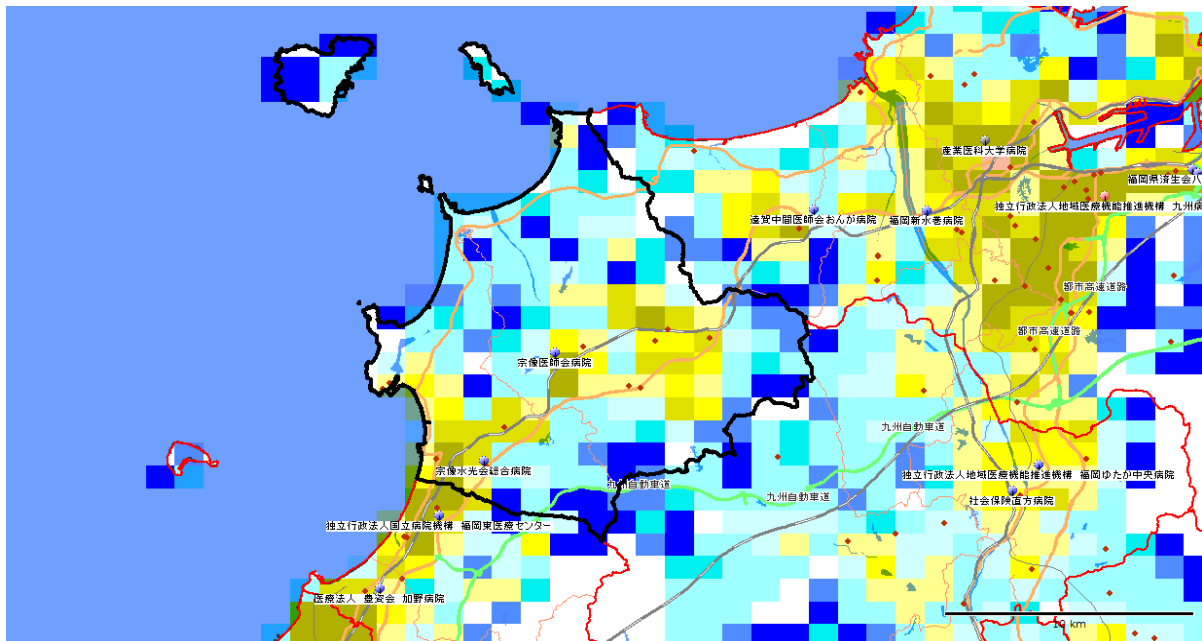 産業医科大学病院
福岡県済生会八
独立行政法人地域医療機能推進機構 九州病
遠賀中間医師会おんが病院 / 福岡新水巻病院
都市高速道路
都市高速道路
宗像医師会病院
九州自動車道
宗像水光会総合病院
九州自動車道
九州自動車道
独立行政法人地域医療機能推進機構 福岡ゆたか中央病院
社会保険直方病院
独立行政法人国立病院機構 福岡東医療センター
医療法人 豊資会 加野病院
10 km